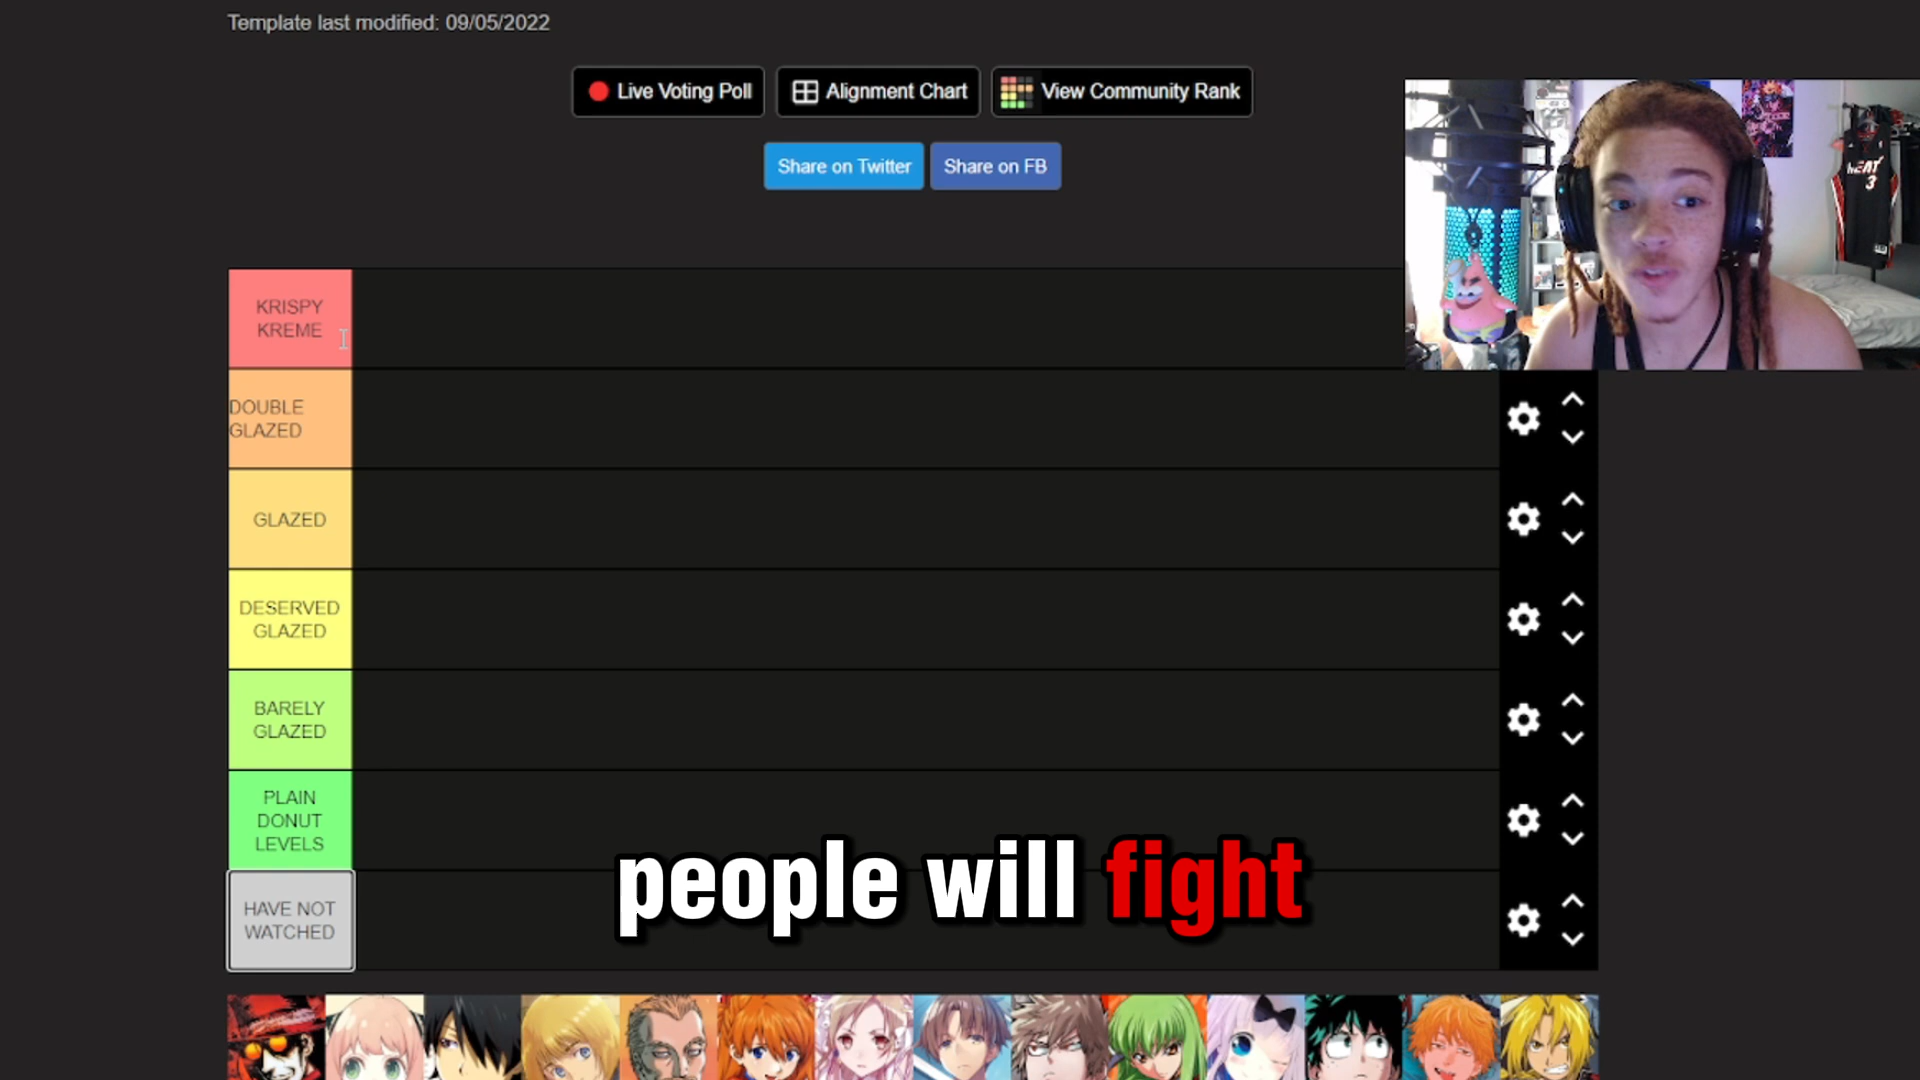 Template last modified: 09/05/2022
Live Voting Poll
Alignment Chart
View Community Rank
Share on Twitter
Share on FB
HEAT
3
KRISPY
KREME
DOUBLE
GLAZED
GLAZED
DESERVED
GLAZED
BARELY
GLAZED
PLAIN
DONUT
LEVELS
people will fight
HAVE NOT
WATCHED